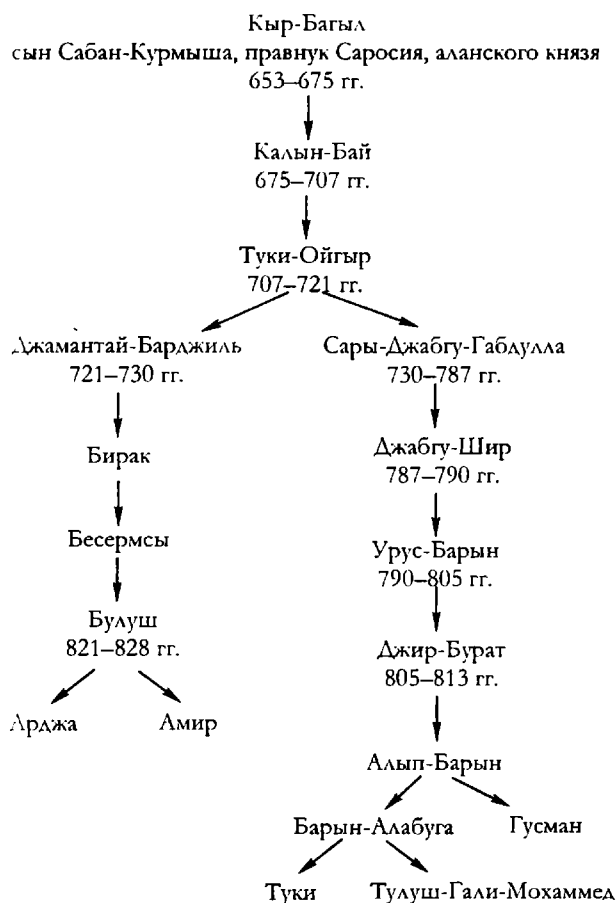 Кыр-Багыл
сын Сабан-Курмыша, правнук Саросия, аланского князя
653–675 гг.
Калын-Бай
675–707 гг.
Туки-Ойгыр
707–721 гг.
Джамантай-Барджиль
721–730 гг.
Сары-Джабгу-Габдулла
730–787 гг.
Бирак
Джабгу-Шир
787–790 гг.
Бесермсы
Урус-Барын
790–805 гг.
Булуш
821–828 гг.
Джир-Бурат
805–813 гг.
Арджа
Амир
Алып-Барын
Барын-Алабуга
Гусман
Туки
Тулуш-Гали-Мохаммед